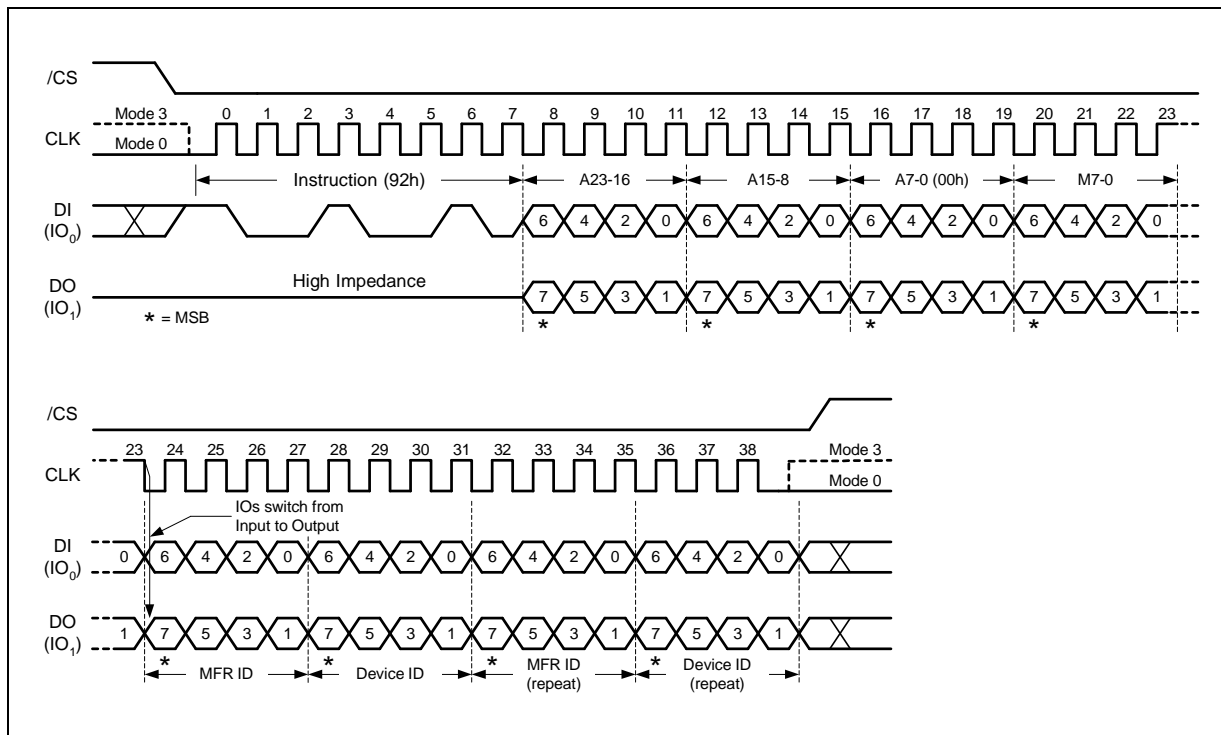 /CS
Mode 3 0 1 2 3 4 5 6 7 8 9 10 11 12 13 14 15 16 17 18 19 20 21 22 23
CLK
Mode 0
Instruction (92h) A23-16 A15-8 A7-0 (00h) M7-0
DI
(IO0)
6 4 2 0 6 4 2 0 6 4 2 0 6 4 2 0
High Impedance
DO
(IO1)
7 5 3 1 7 5 3 1 7 5 3 1 7 5 3 1
* = MSB
* * * *
/CS
23 24 25 26 27 28 29 30 31 32 33 34 35 36 37 38 Mode 3
CLK
Mode 0
IOs switch from
Input to Output
DI
(IO0)
0 6 4 2 0 6 4 2 0 6 4 2 0 6 4 2 0
DO
(IO1)
1 7 5 3 1 7 5 3 1 7 5 3 1 7 5 3 1
* * * *
MFR ID Device ID MFR ID
(repeat)
Device ID
(repeat)